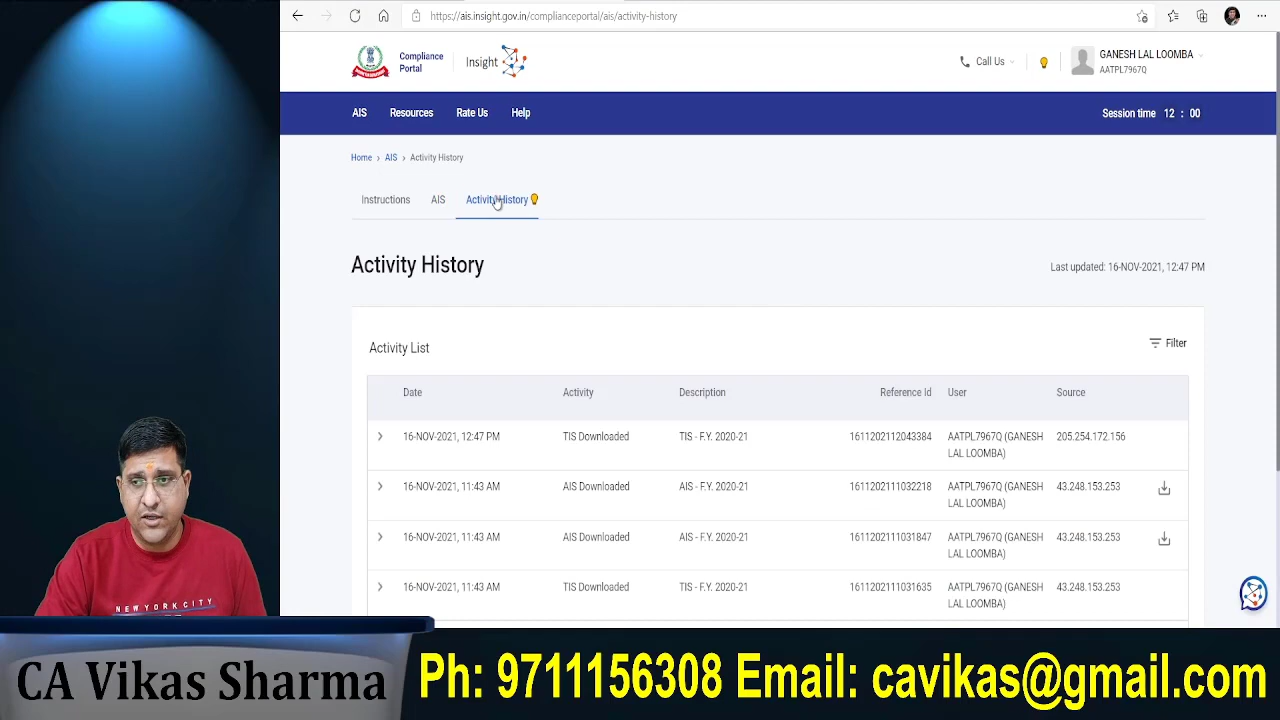 https://ais.insight.gov.in/complianceportal/ais/activity-history
Compliance Portal
Insight
Call Us
GANESH LAL LOOMBA
AATPL7967Q
AIS Resources Rate Us Help
Session time 12 : 00
Home > AIS > Activity History
Instructions AIS Activity History
Activity History
Last updated: 16-NOV-2021, 12:47 PM
Activity List
Filter
Date Activity Description Reference Id User Source
16-NOV-2021, 12:47 PM TIS Downloaded TIS - F.Y. 2020-21 1611202112043384 AATPL7967Q (GANESH LAL LOOMBA) 205.254.172.156
16-NOV-2021, 11:43 AM AIS Downloaded AIS - F.Y. 2020-21 1611202111032218 AATPL7967Q (GANESH LAL LOOMBA) 43.248.153.253
16-NOV-2021, 11:43 AM AIS Downloaded AIS - F.Y. 2020-21 1611202111031847 AATPL7967Q (GANESH LAL LOOMBA) 43.248.153.253
16-NOV-2021, 11:43 AM TIS Downloaded TIS - F.Y. 2020-21 1611202111031635 AATPL7967Q (GANESH LAL LOOMBA) 43.248.153.253
NEWYORKCITY
CA Vikas Sharma
Ph: 9711156308 Email: cavikas@gmail.com